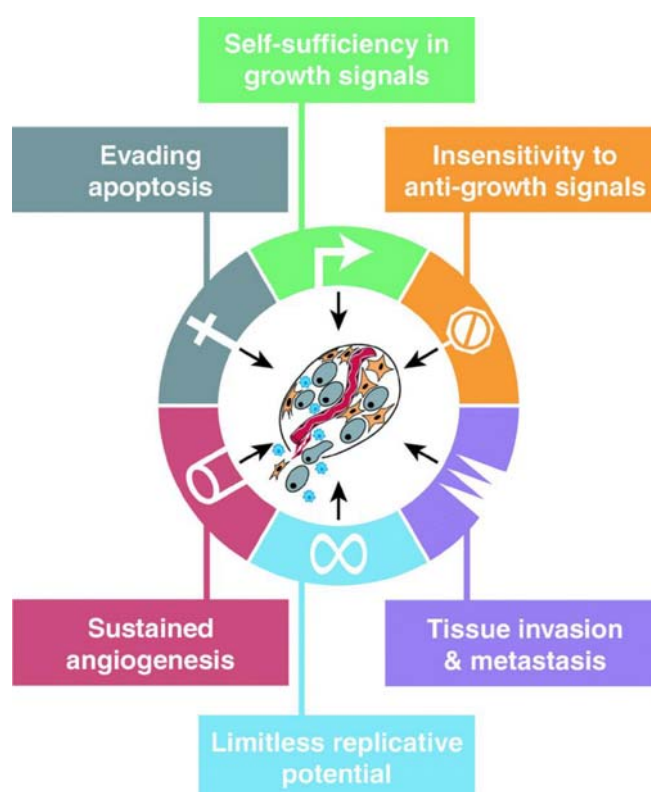 Self-sufficiency in
growth signals
Evading
apoptosis
Insensitivity to
anti-growth signals
Sustained
angiogenesis
Tissue invasion
& metastasis
Limitless replicative
potential